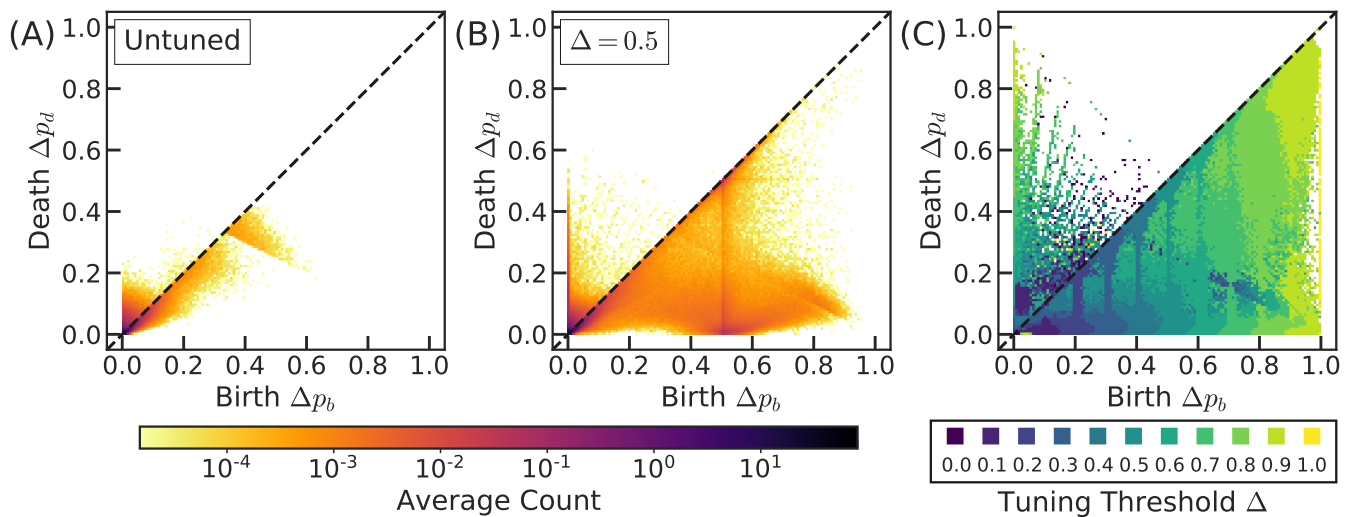 (A)
Untuned
1.0
0.8
0.6
0.4
0.2
0.0
Death Δp_d
0.0 0.2 0.4 0.6 0.8 1.0
Birth Δp_b
(B)
Δ = 0.5
1.0
0.8
0.6
0.4
0.2
0.0
Death Δp_d
0.0 0.2 0.4 0.6 0.8 1.0
Birth Δp_b
(C)
1.0
0.8
0.6
0.4
0.2
0.0
Death Δp_d
0.0 0.2 0.4 0.6 0.8 1.0
Birth Δp_b
10⁻⁴ 10⁻³ 10⁻² 10⁻¹ 10⁰ 10¹
Average Count
0.0 0.1 0.2 0.3 0.4 0.5 0.6 0.7 0.8 0.9 1.0
Tuning Threshold Δ